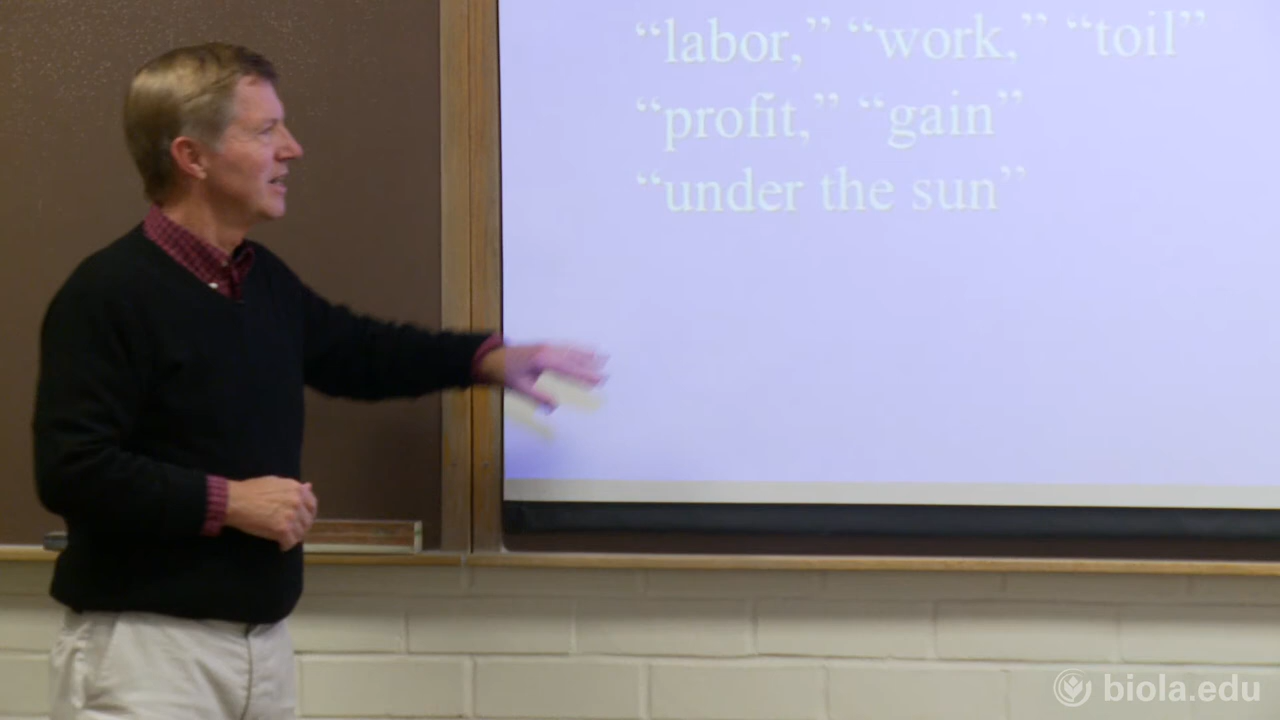 “labor,” “work,” “toil”
“profit,” “gain”
“under the sun”
biola.edu